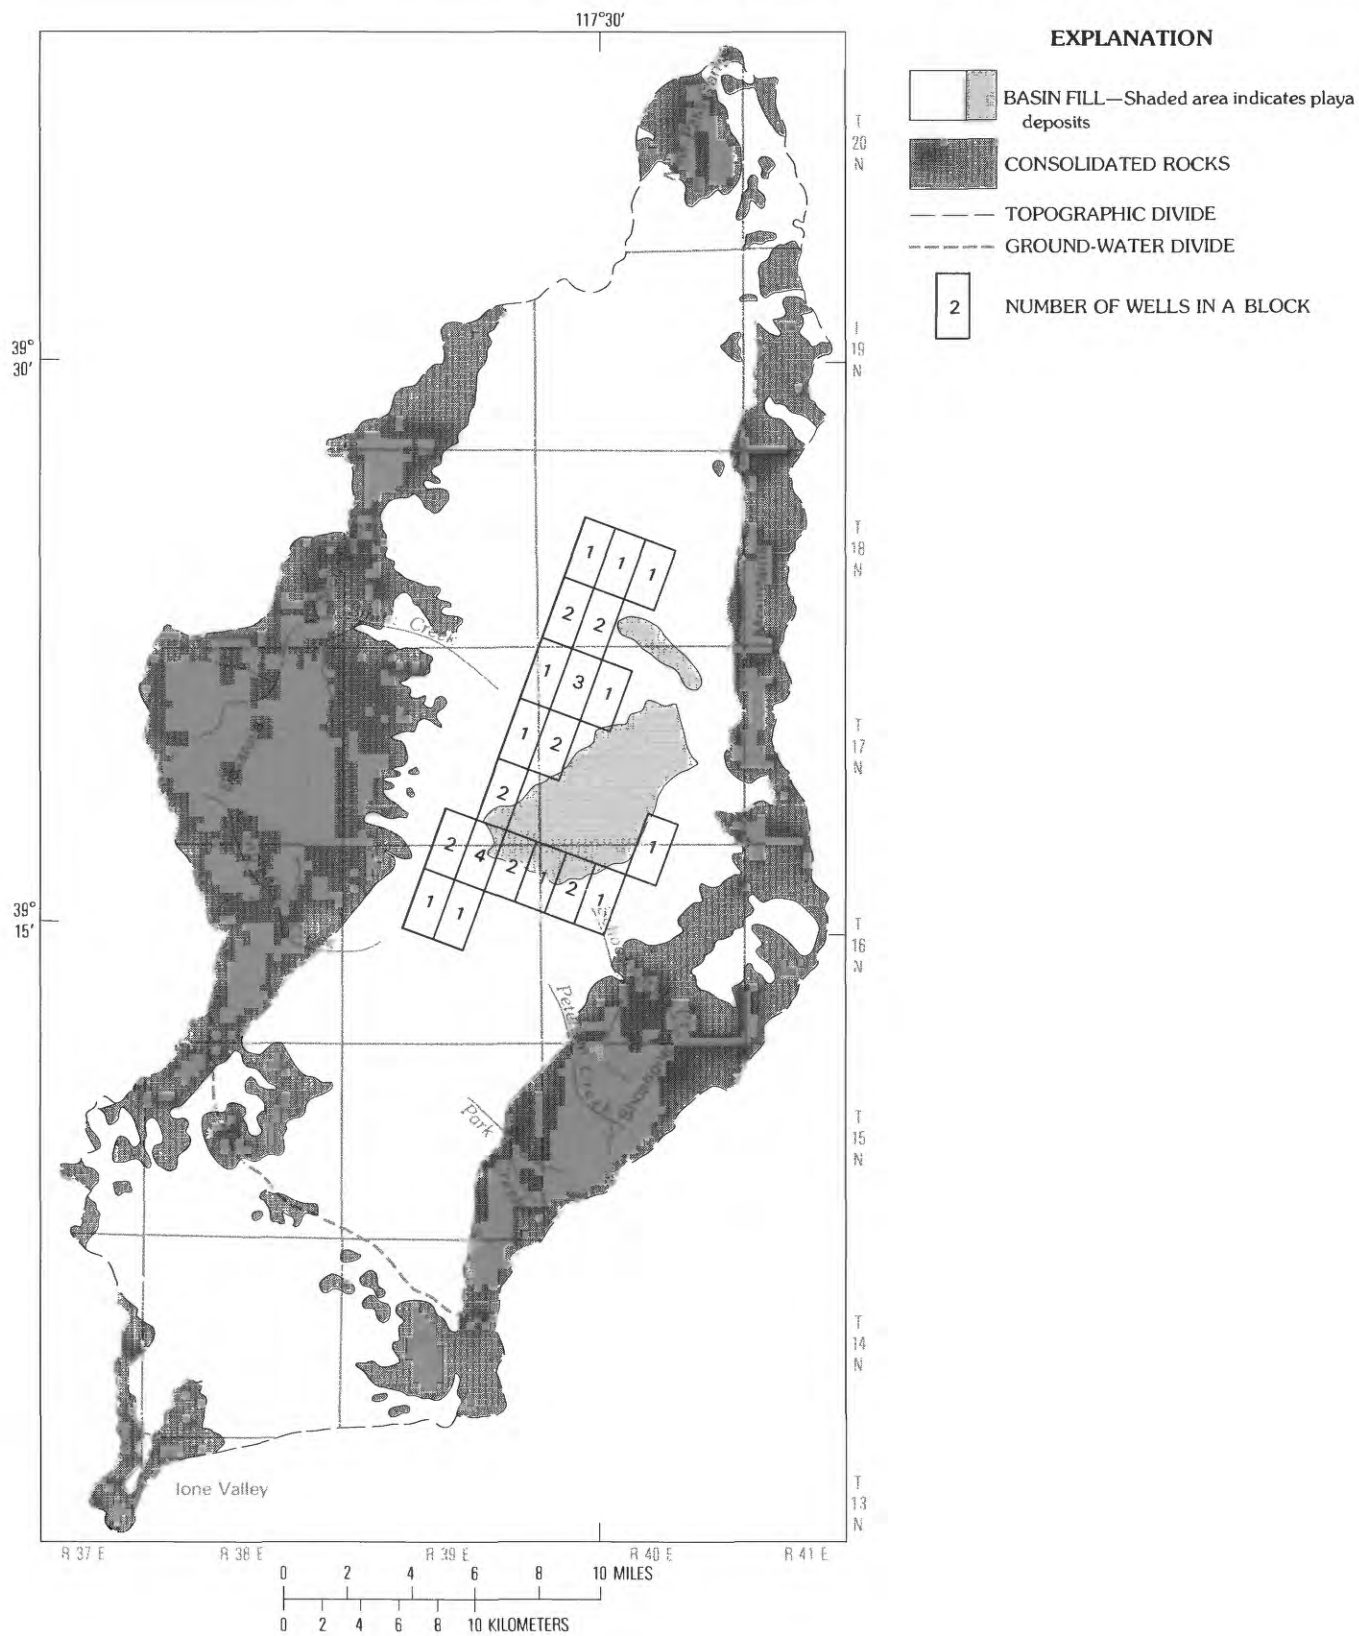 117°30'
EXPLANATION
BASIN FILL—Shaded area indicates playa
deposits
CONSOLIDATED ROCKS
TOPOGRAPHIC DIVIDE
GROUND-WATER DIVIDE
2
NUMBER OF WELLS IN A BLOCK
T
20
N
39°
30'
T
19
N
T
18
N
1
1
1
2
2
Creek
1
3
1
T
17
N
1
2
2
2
4
2
1
2
1
1
1
1
39°
15'
T
16
N
Creek
Park
T
15
N
T
14
N
Ione Valley
T
13
N
R 37 E
R 38 E
R 39 E
R 40 E
R 41 E
0 2 4 6 8 10 MILES
0 2 4 6 8 10 KILOMETERS